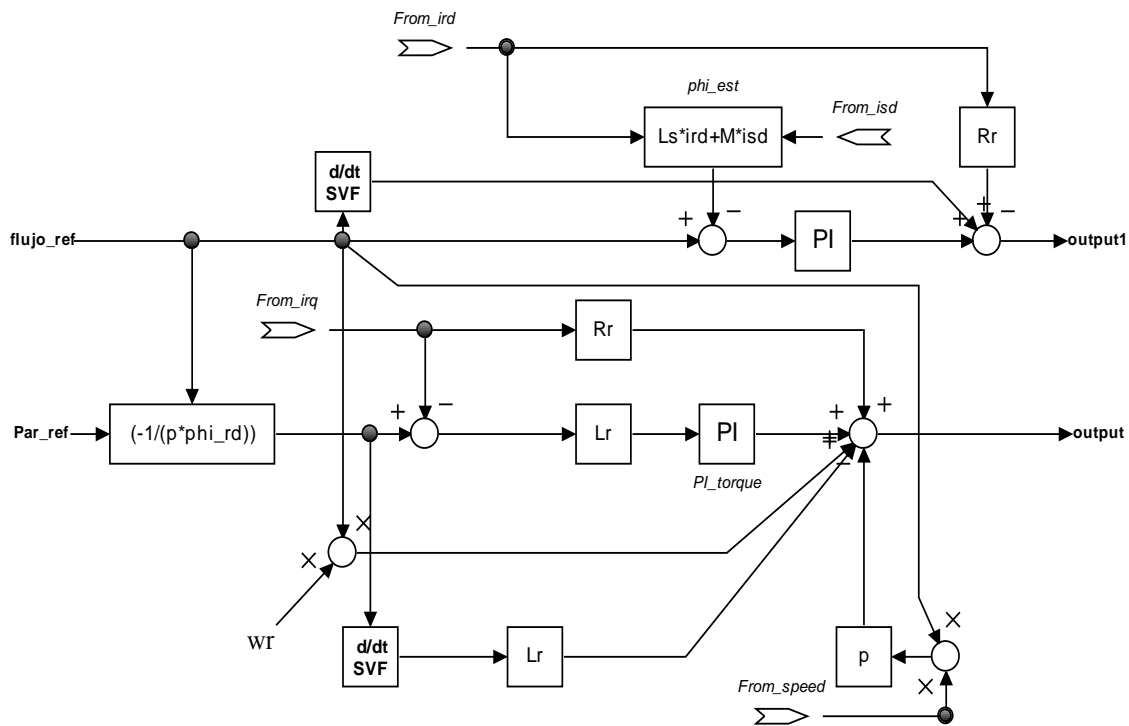 From_ird
phi_est
From_isd
Ls*ird+M*isd
Rr
d/dt
SVF
+
−
+
+
−
flujo_ref
PI
output1
From_irq
Rr
+
−
+
+
Par_ref
(-1/(p*phi_rd))
Lr
PI
+
−
output
PI_torque
×
×
wr
d/dt
SVF
Lr
p
×
×
From_speed